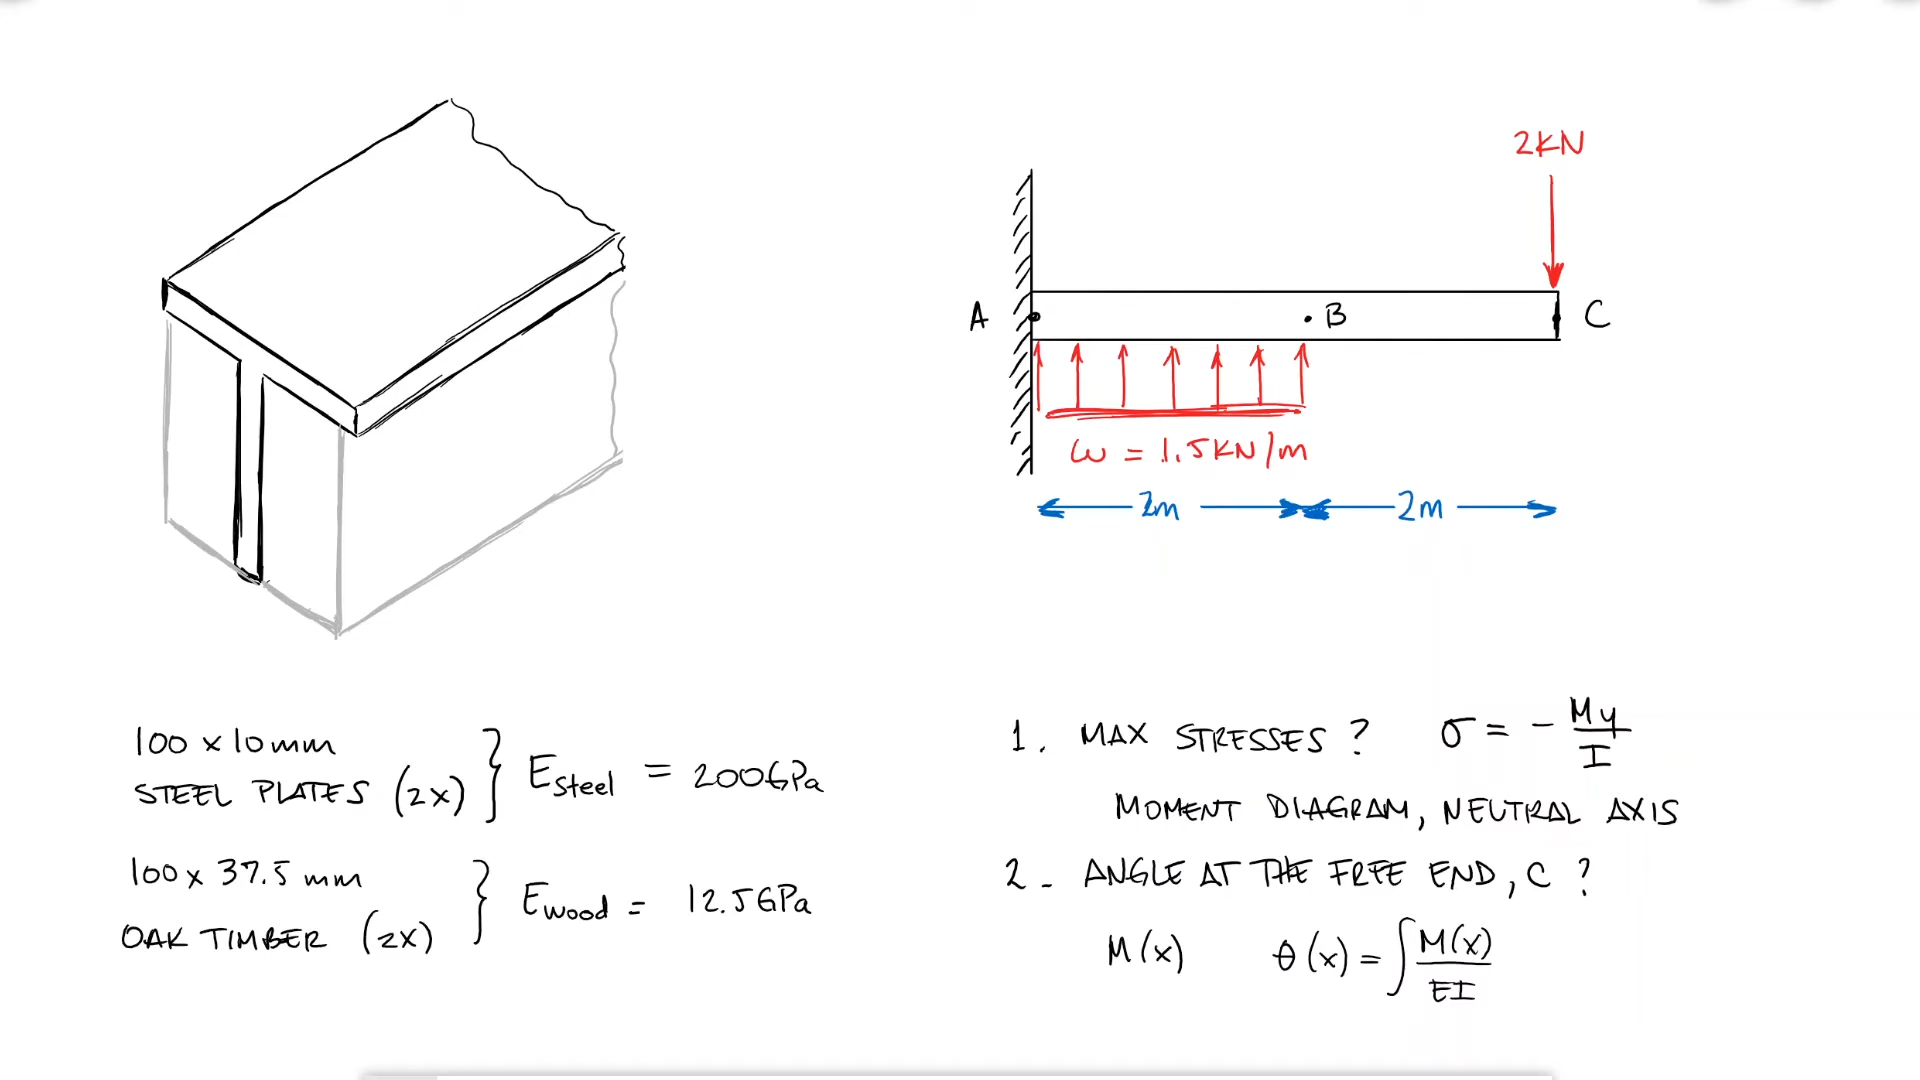 2KN
A
B
C
ω = 1.5KN/m
2m
2m
100 x 10mm
STEEL PLATES (2X)
Esteel = 200GPa
100 x 37.5 mm
OAK TIMBER (2X)
Ewood = 12.5GPa
1. MAX STRESSES ? σ = - My/I
MOMENT DIAGRAM, NEUTRAL AXIS
2- ANGLE AT THE FREE END, C ?
M(x) θ(x) = ∫ M(x)/EI